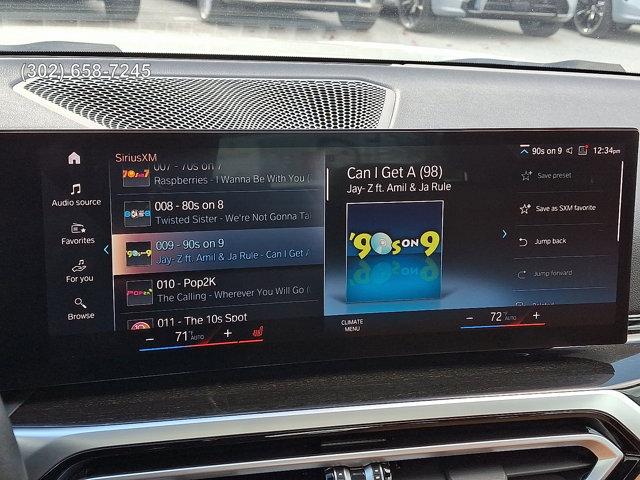 (302) 658-7245
SiriusXM
90s on 9
12:34pm
Audio source
Favorites
For you
Browse
007 - 70s on 7
Raspberries - I Wanna Be With You (
008 - 80s on 8
Twisted Sister - We're Not Gonna Ta
009 - 90s on 9
Jay- Z ft. Amil & Ja Rule - Can I Get A
010 - Pop2K
The Calling - Wherever You Will Go (
011 - The 10s Spot
Can I Get A (98)
Jay- Z ft. Amil & Ja Rule
'90s ON 9
Save preset
Save as SXM favorite
Jump back
Jump forward
− 71 °F AUTO +
CLIMATE
MENU
− 72 °F AUTO +